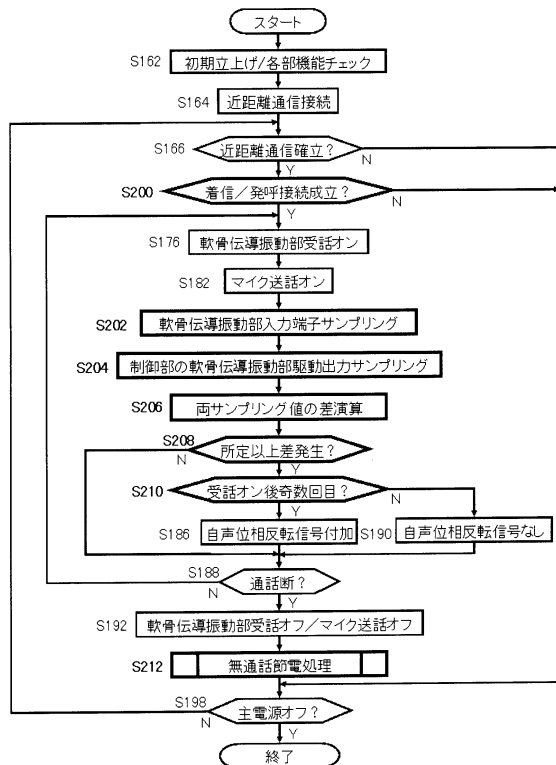 スタート
S162 初期立上げ/各部機能チェック
S164 近距離通信接続
S166 近距離通信確立？ N
Y
S200 着信／発呼接続成立？ N
Y
S176 軟骨伝導振動部受話オン
S182 マイク送話オン
S202 軟骨伝導振動部入力端子サンプリング
S204 制御部の軟骨伝導振動部駆動出力サンプリング
S206 両サンプリング値の差演算
S208 所定以上差発生？
N Y
S210 受話オン後奇数回目？ N
Y
S186 自声位相反転信号付加 S190 自声位相反転信号なし
S188 通話断？
N Y
S192 軟骨伝導振動部受話オフ／マイク送話オフ
S212 無通話節電処理
S198 主電源オフ？
N Y
終了